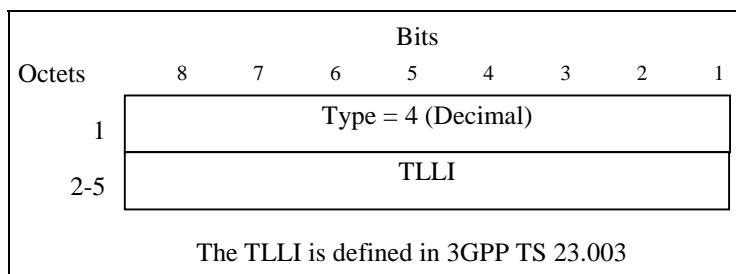 Bits
Octets 8 7 6 5 4 3 2 1
1 Type = 4 (Decimal)
2-5 TLLI
The TLLI is defined in 3GPP TS 23.003